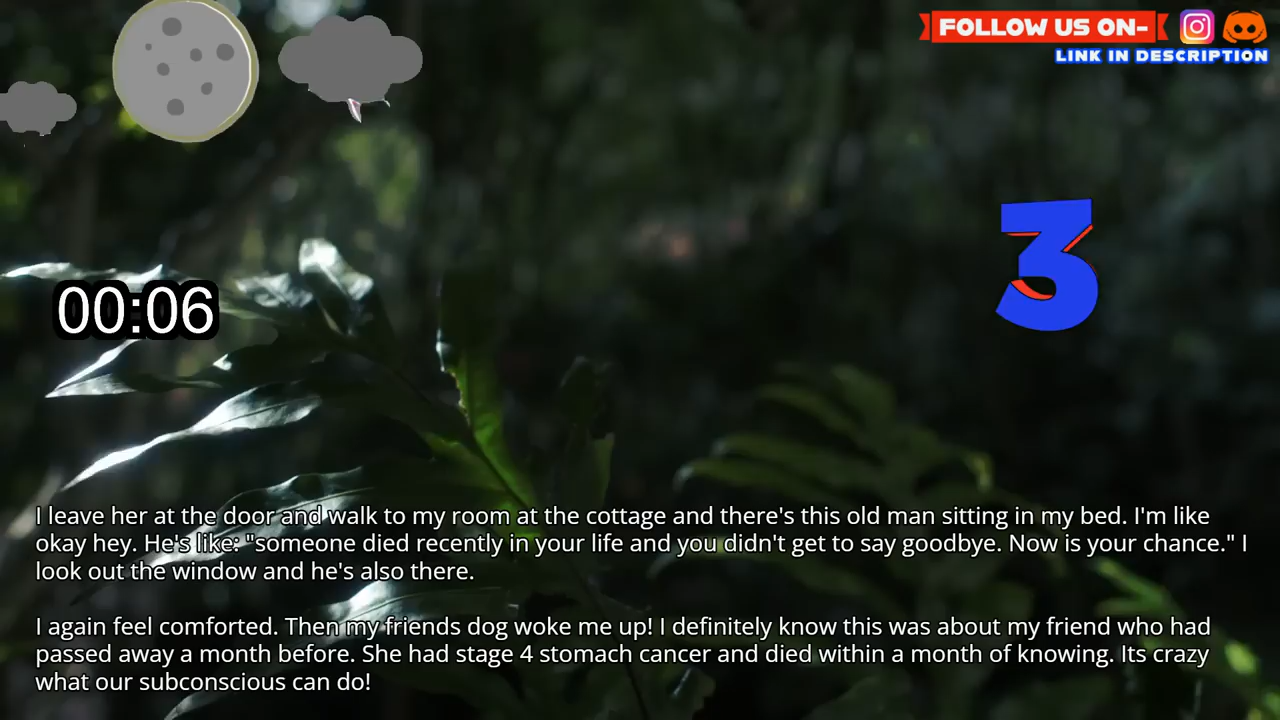 FOLLOW US ON-
LINK IN DESCRIPTION
3
00:06
I leave her at the door and walk to my room at the cottage and there's this old man sitting in my bed. I'm like
okay hey. He's like: "someone died recently in your life and you didn't get to say goodbye. Now is your chance." I
look out the window and he's also there.
I again feel comforted. Then my friends dog woke me up! I definitely know this was about my friend who had
passed away a month before. She had stage 4 stomach cancer and died within a month of knowing. Its crazy
what our subconscious can do!